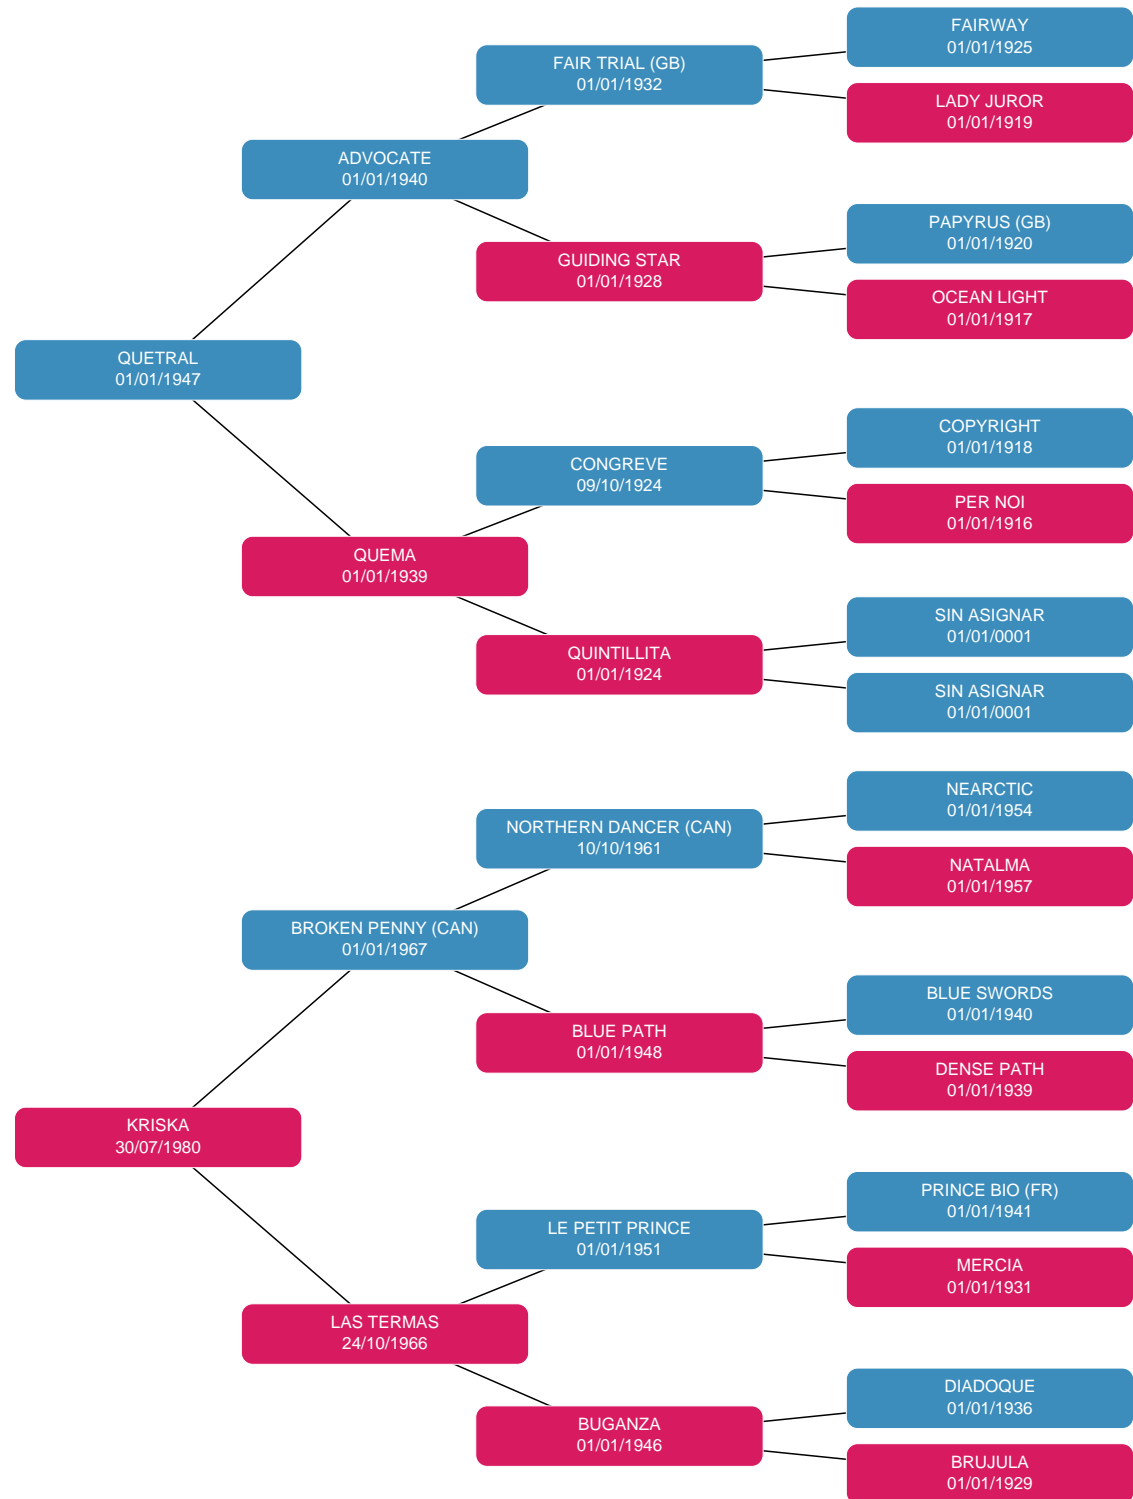 FAIRWAY
01/01/1925
FAIR TRIAL (GB)
01/01/1932
LADY JUROR
01/01/1919
ADVOCATE
01/01/1940
PAPYRUS (GB)
01/01/1920
GUIDING STAR
01/01/1928
OCEAN LIGHT
01/01/1917
QUETRAL
01/01/1947
COPYRIGHT
01/01/1918
CONGREVE
09/10/1924
PER NOI
01/01/1916
QUEMA
01/01/1939
SIN ASIGNAR
01/01/0001
QUINTILLITA
01/01/1924
SIN ASIGNAR
01/01/0001
NEARCTIC
01/01/1954
NORTHERN DANCER (CAN)
10/10/1961
NATALMA
01/01/1957
BROKEN PENNY (CAN)
01/01/1967
BLUE SWORDS
01/01/1940
BLUE PATH
01/01/1948
DENSE PATH
01/01/1939
KRISKA
30/07/1980
PRINCE BIO (FR)
01/01/1941
LE PETIT PRINCE
01/01/1951
MERCIA
01/01/1931
LAS TERMAS
24/10/1966
DIADOQUE
01/01/1936
BUGANZA
01/01/1946
BRUJULA
01/01/1929